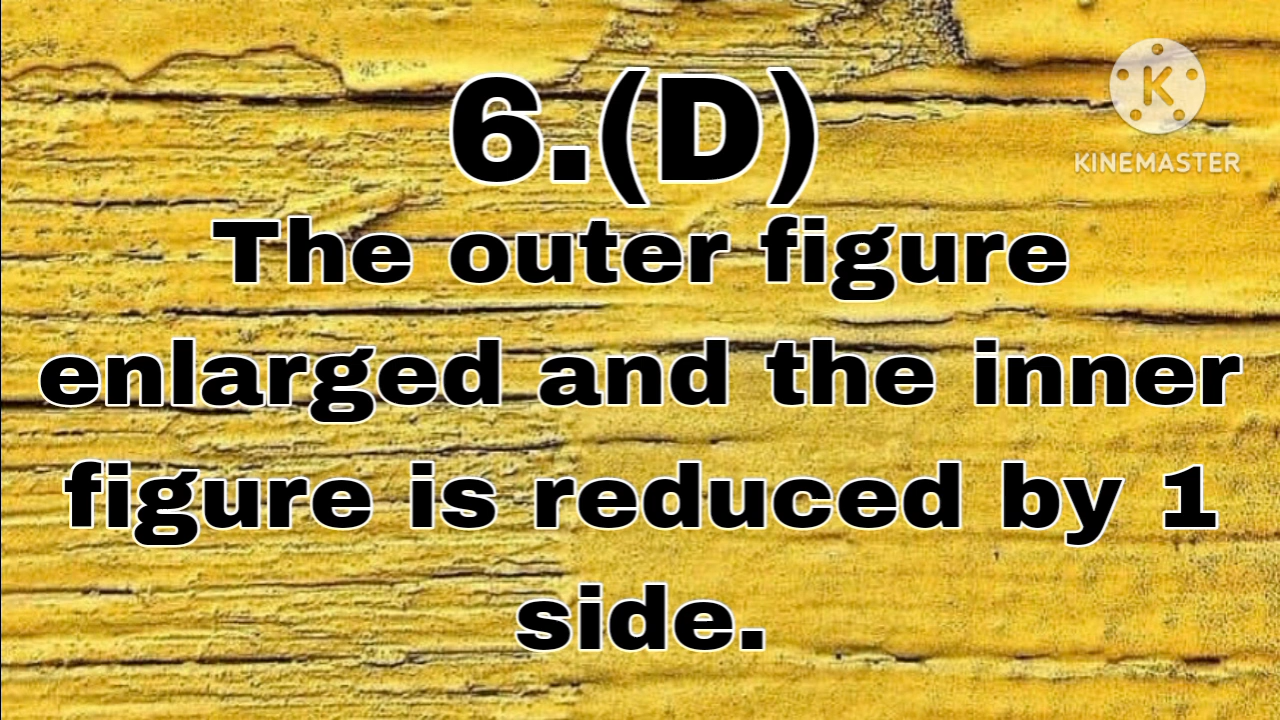 6.(D)
KINEMASTER
The outer figure
enlarged and the inner
figure is reduced by 1
side.